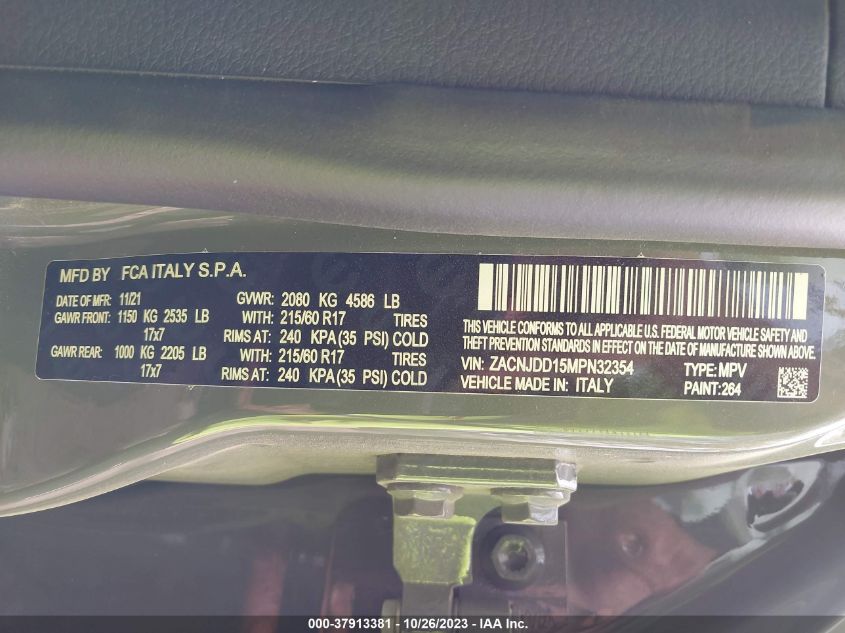 MFD BY FCA ITALY S.P.A.
DATE OF MFR: 11/21 GVWR: 2080 KG 4586 LB
GAWR FRONT: 1150 KG 2535 LB WITH: 215/60 R17 TIRES
17x7 RIMS AT: 240 KPA (35 PSI) COLD
GAWR REAR: 1000 KG 2205 LB WITH: 215/60 R17 TIRES
17x7 RIMS AT: 240 KPA (35 PSI) COLD
THIS VEHICLE CONFORMS TO ALL APPLICABLE U.S. FEDERAL MOTOR VEHICLE SAFETY AND
THEFT PREVENTION STANDARDS IN EFFECT ON THE DATE OF MANUFACTURE SHOWN ABOVE.
VIN: ZACNJDD15MPN32354 TYPE: MPV
VEHICLE MADE IN: ITALY PAINT: 264
000-37913381 - 10/26/2023 - IAA Inc.